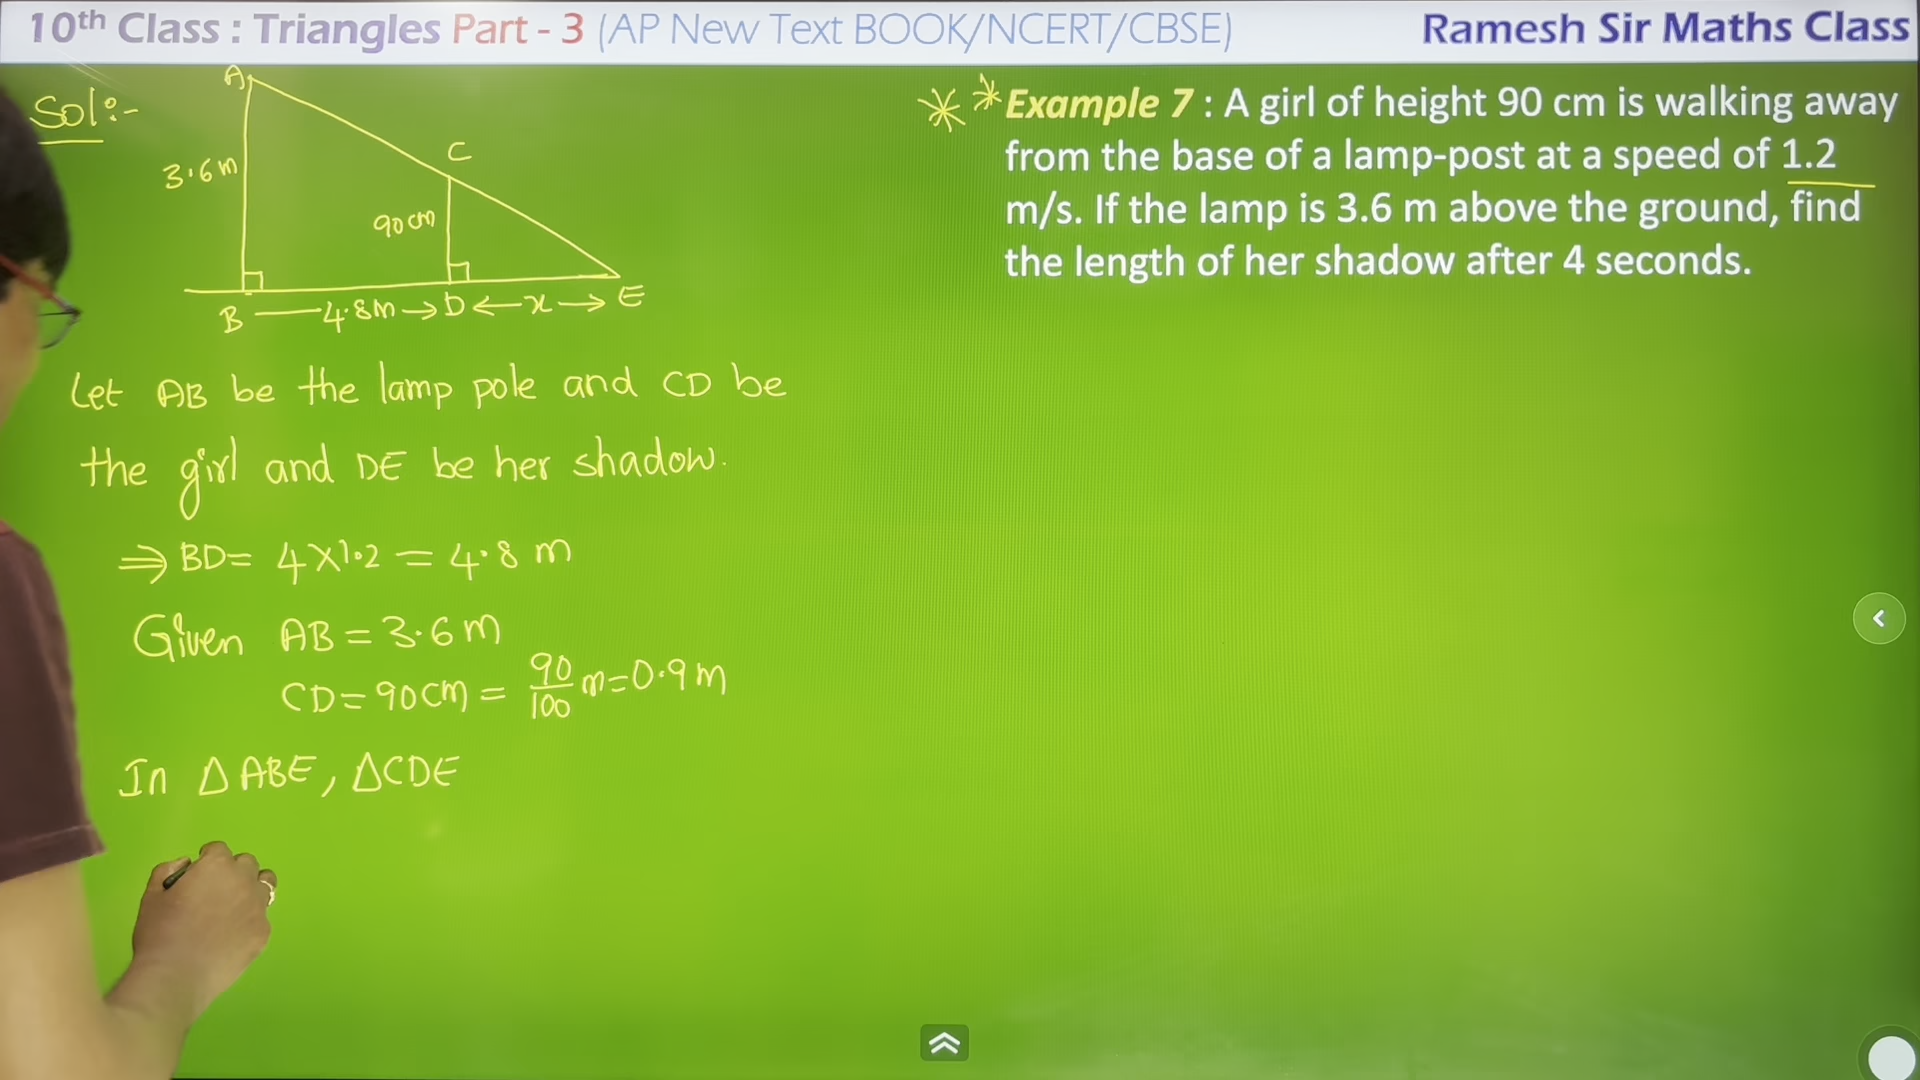 10th Class : Triangles Part - 3 (AP New Text BOOK/NCERT/CBSE)
Ramesh Sir Maths Class
Sol:-
A
3.6m
C
90cm
B 4.8m D x E
Let AB be the lamp pole and CD be
the girl and DE be her shadow.
⇒ BD = 4×1.2 = 4.8 m
Given AB = 3.6 m
CD = 90cm = 90/100 m = 0.9 m
In △ABE, △CDE
** Example 7 : A girl of height 90 cm is walking away
from the base of a lamp-post at a speed of 1.2
m/s. If the lamp is 3.6 m above the ground, find
the length of her shadow after 4 seconds.